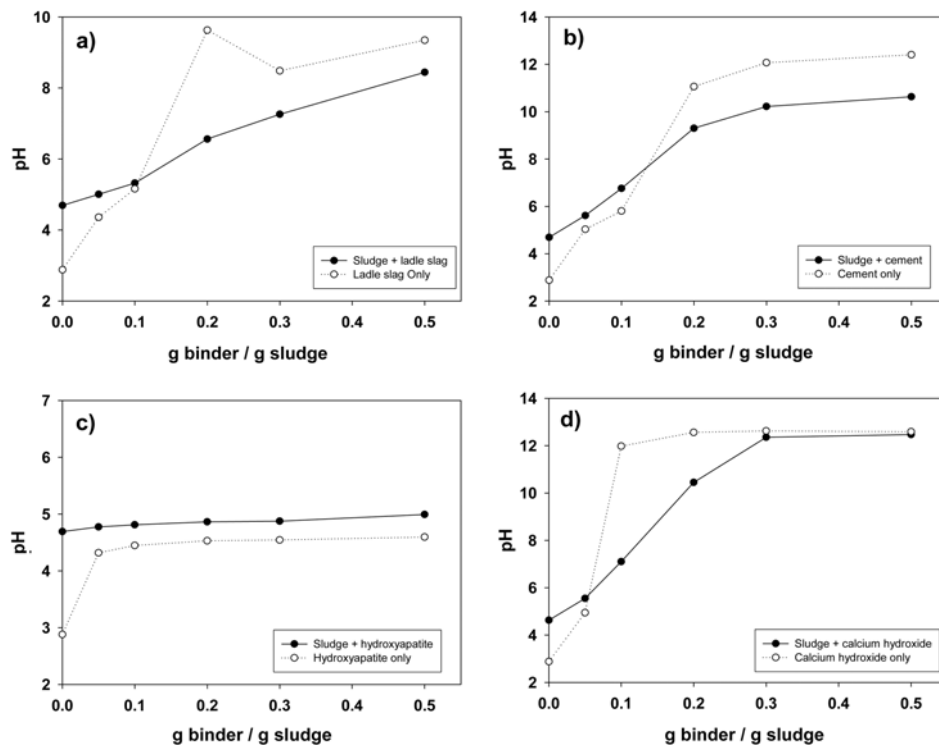 a)
10
8
6
4
2
pH
Sludge + ladle slag
Ladle slag Only
0.0 0.1 0.2 0.3 0.4 0.5
g binder / g sludge
b)
14
12
10
8
6
4
2
pH
Sludge + cement
Cement only
0.0 0.1 0.2 0.3 0.4 0.5
g binder / g sludge
c)
7
6
5
4
3
2
pH
Sludge + hydroxyapatite
Hydroxyapatite only
0.0 0.1 0.2 0.3 0.4 0.5
g binder / g sludge
d)
14
12
10
8
6
4
2
pH
Sludge + calcium hydroxide
Calcium hydroxide only
0.0 0.1 0.2 0.3 0.4 0.5
g binder / g sludge